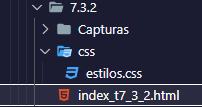 7.3.2
Capturas
css
estilos.css
index_t7_3_2.html